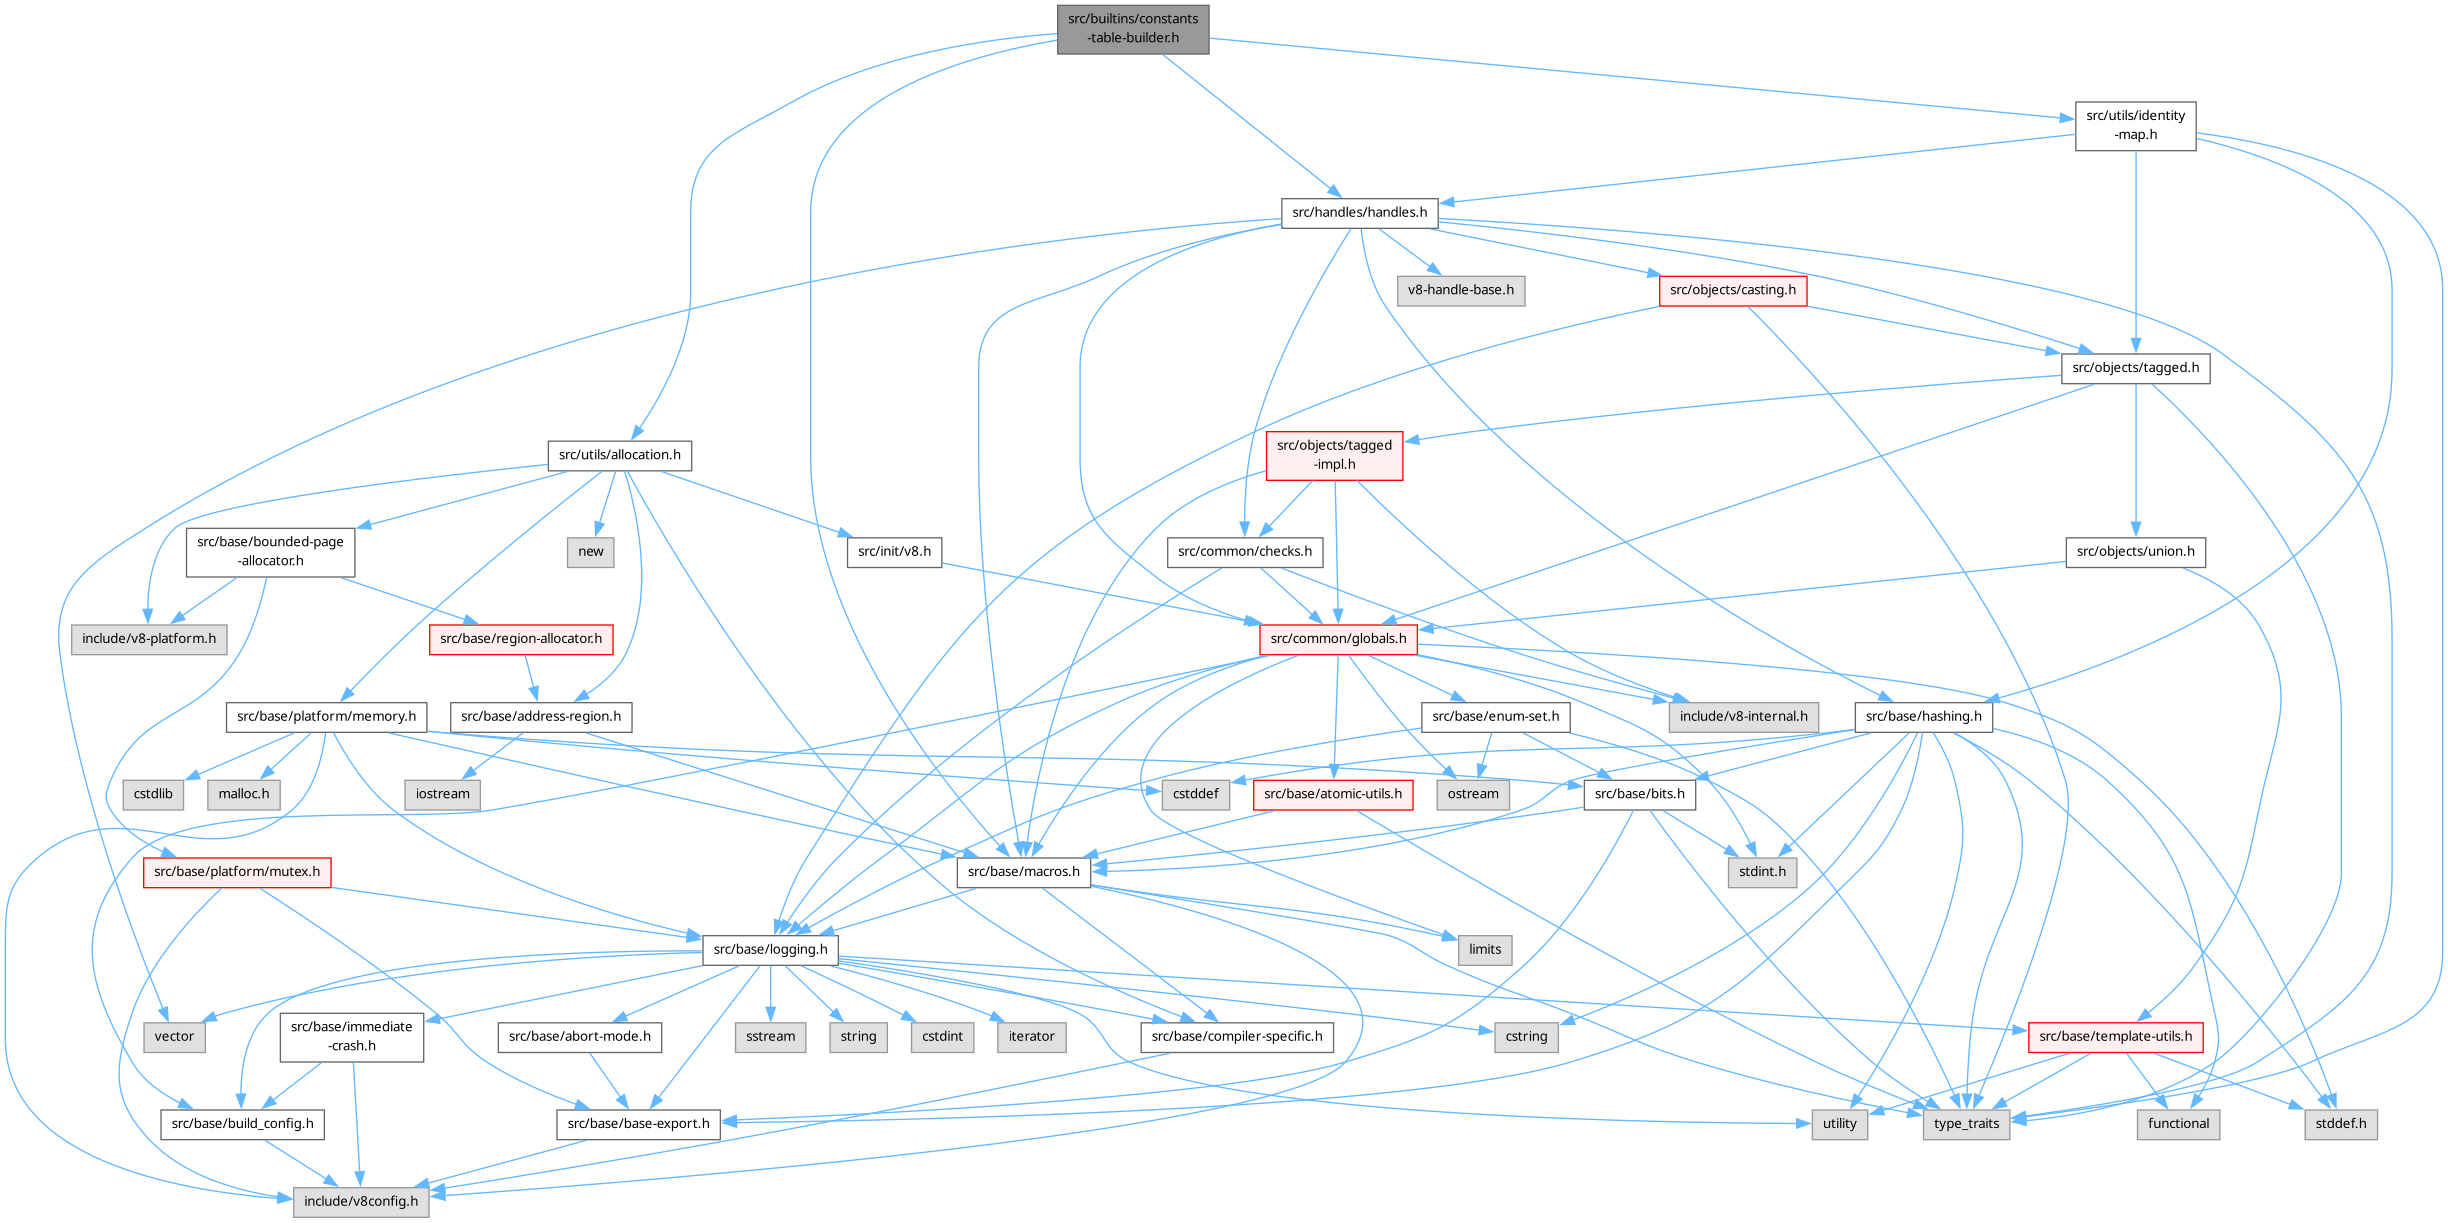 src/builtins/constants
-table-builder.h
src/utils/identity
-map.h
src/handles/handles.h
v8-handle-base.h
src/objects/casting.h
src/objects/tagged.h
src/utils/allocation.h
src/objects/tagged
-impl.h
src/base/bounded-page
-allocator.h
new
src/init/v8.h
src/common/checks.h
src/objects/union.h
include/v8-platform.h
src/base/region-allocator.h
src/common/globals.h
src/base/platform/memory.h
src/base/address-region.h
src/base/enum-set.h
include/v8-internal.h
src/base/hashing.h
cstdlib
malloc.h
iostream
cstddef
src/base/atomic-utils.h
ostream
src/base/bits.h
src/base/platform/mutex.h
src/base/macros.h
stdint.h
src/base/logging.h
limits
vector
src/base/immediate
-crash.h
src/base/abort-mode.h
sstream
string
cstdint
iterator
src/base/compiler-specific.h
cstring
src/base/template-utils.h
src/base/build_config.h
src/base/base-export.h
utility
type_traits
functional
stddef.h
include/v8config.h